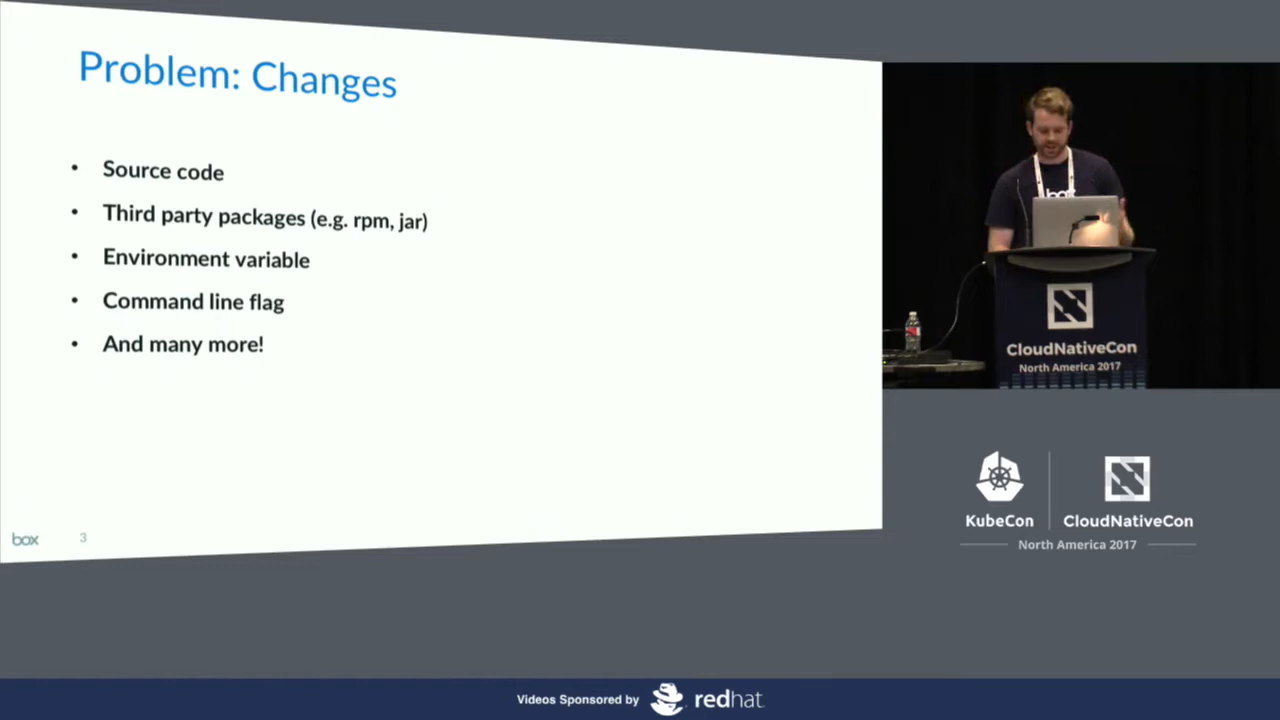 Problem: Changes
• Source code
• Third party packages (e.g. rpm, jar)
• Environment variable
• Command line flag
• And many more!
box
3
box
CloudNativeCon
North America 2017
KubeCon
CloudNativeCon
North America 2017
Videos Sponsored by
redhat